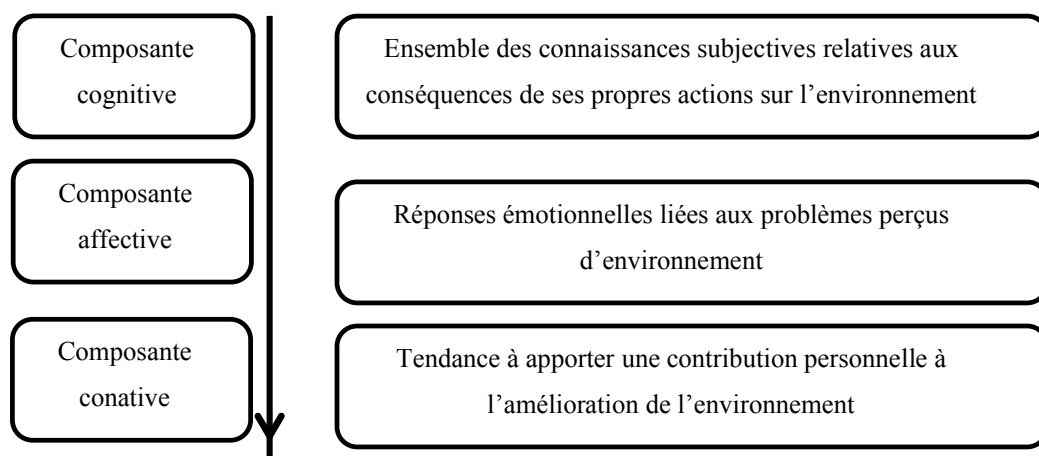 Composante
cognitive
Ensemble des connaissances subjectives relatives aux
conséquences de ses propres actions sur l’environnement
Composante
affective
Réponses émotionnelles liées aux problèmes perçus
d’environnement
Composante
conative
Tendance à apporter une contribution personnelle à
l’amélioration de l’environnement